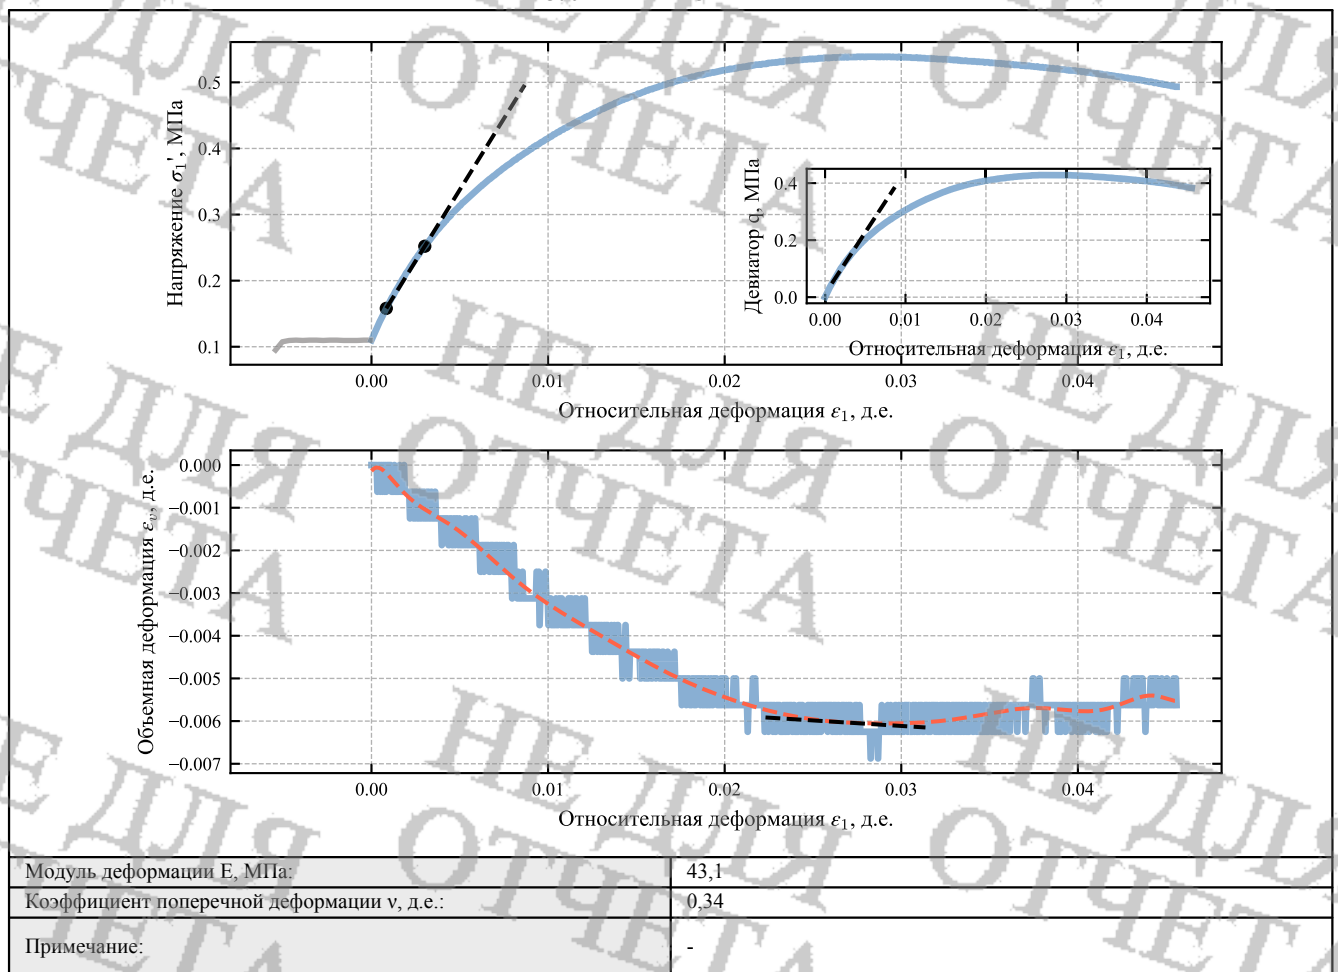 0.5
0.4
0.3
0.2
0.1
Напряжение σ1', МПа
0.00 0.01 0.02 0.03 0.04
Относительная деформация ε1, д.е.
0.4
0.2
0.0
Девиатор q, МПа
0.00 0.01 0.02 0.03 0.04
Относительная деформация ε1, д.е.
0.000
−0.001
−0.002
−0.003
−0.004
−0.005
−0.006
−0.007
Объемная деформация εv, д.е.
0.00 0.01 0.02 0.03 0.04
Относительная деформация ε1, д.е.
Модуль деформации E, МПа: 43,1
Коэффициент поперечной деформации ν, д.е.: 0,34
Примечание: -
НЕ ДЛЯ
ОТЧЕТА